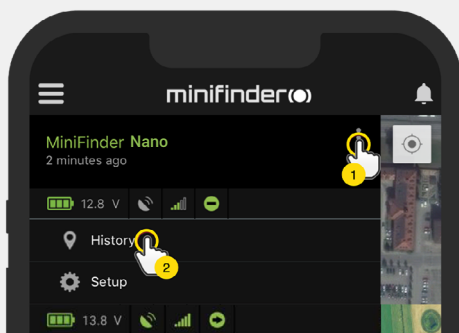 minifinder
MiniFinder Nano
2 minutes ago
1
12.8 V
History
2
Setup
13.8 V